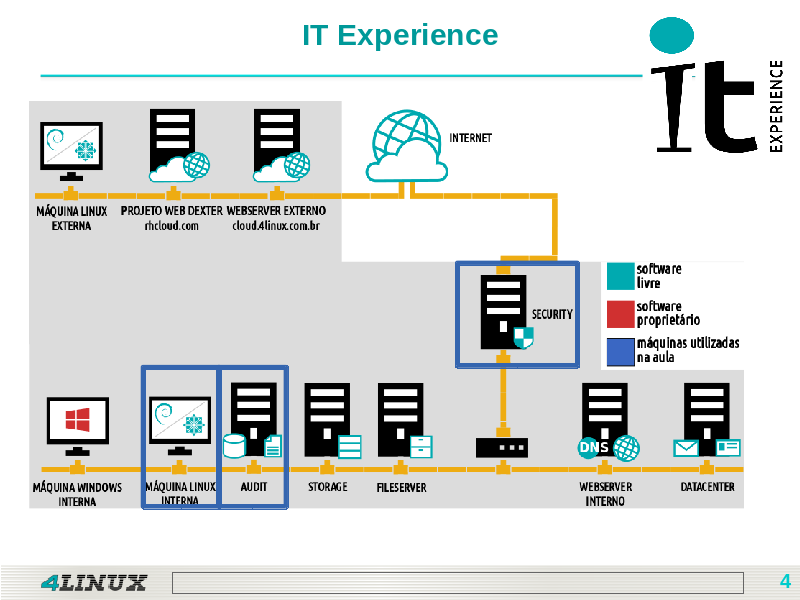 IT Experience
it
EXPERIENCE
INTERNET
MÁQUINA LINUX
EXTERNA
PROJETO WEB DEXTER
rhcloud.com
WEBSERVER EXTERNO
cloud.4linux.com.br
software
livre
software
proprietário
máquinas utilizadas
na aula
SECURITY
DNS
MÁQUINA WINDOWS
INTERNA
MÁQUINA LINUX
INTERNA
AUDIT
STORAGE
FILESERVER
WEBSERVER
INTERNO
DATACENTER
4LINUX
4